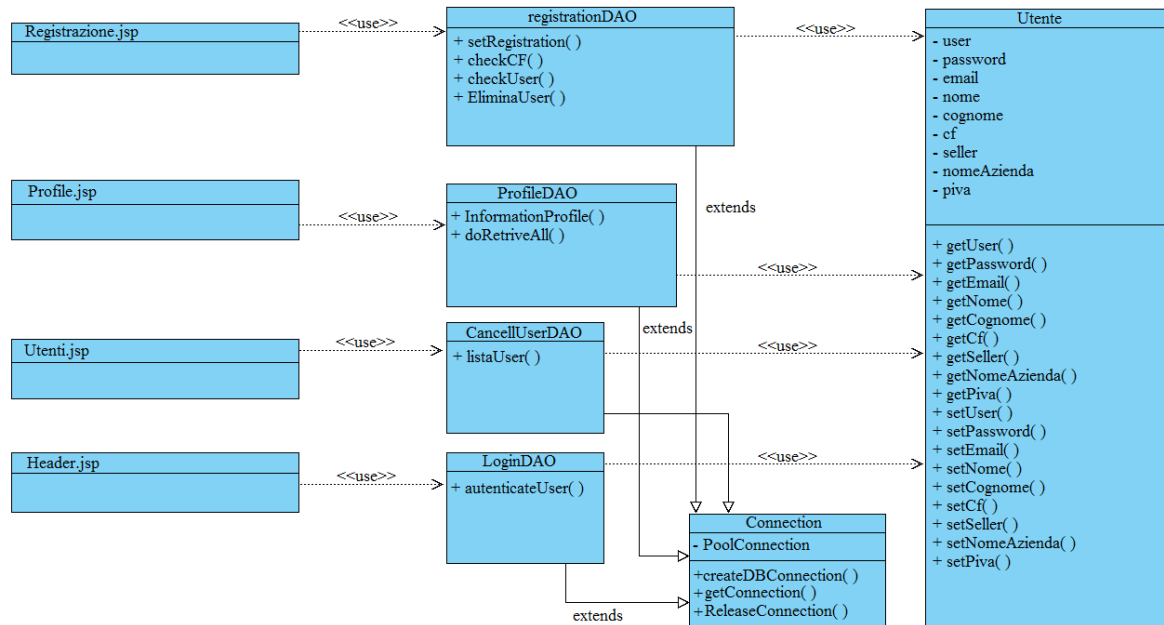 Registrazione.jsp
<<use>>
registrationDAO
+ setRegistration( )
+ checkCF( )
+ checkUser( )
+ EliminaUser( )
<<use>>
Utente
- user
- password
- email
- nome
- cognome
- cf
- seller
- nomeAzienda
- piva
+ getUser( )
+ getPassword( )
+ getEmail( )
+ getNome( )
+ getCognome( )
+ getCf( )
+ getSeller( )
+ getNomeAzienda( )
+ getPiva( )
+ setUser( )
+ setPassword( )
+ setEmail( )
+ setNome( )
+ setCognome( )
+ setCf( )
+ setSeller( )
+ setNomeAzienda( )
+ setPiva( )
Profile.jsp
<<use>>
ProfileDAO
+ InformationProfile( )
+ doRetriveAll( )
extends
<<use>>
extends
Utenti.jsp
<<use>>
CancellUserDAO
+ listaUser( )
<<use>>
Header.jsp
<<use>>
LoginDAO
+ autenticateUser( )
<<use>>
extends
Connection
- PoolConnection
+createDBConnection( )
+getConnection( )
+ReleaseConnection( )